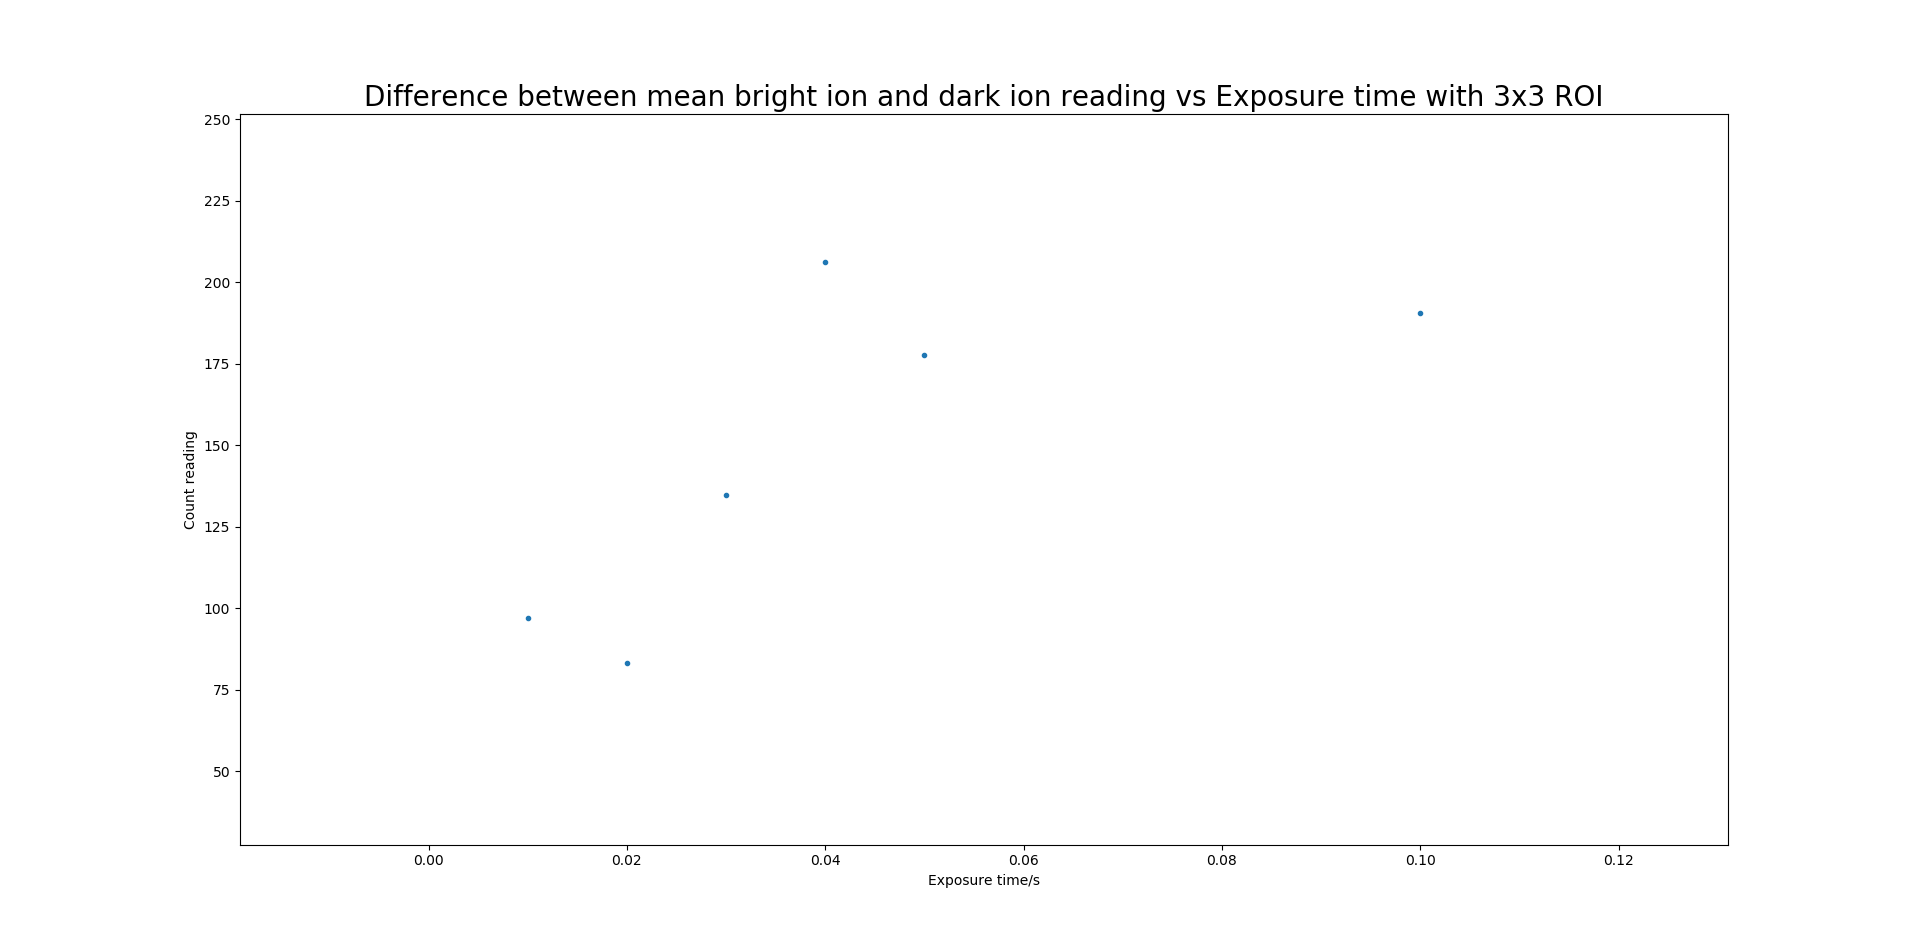 Difference between mean bright ion and dark ion reading vs Exposure time with 3x3 ROI
250
225
200
175
150
125
100
75
50
Count reading
0.00 0.02 0.04 0.06 0.08 0.10 0.12
Exposure time/s